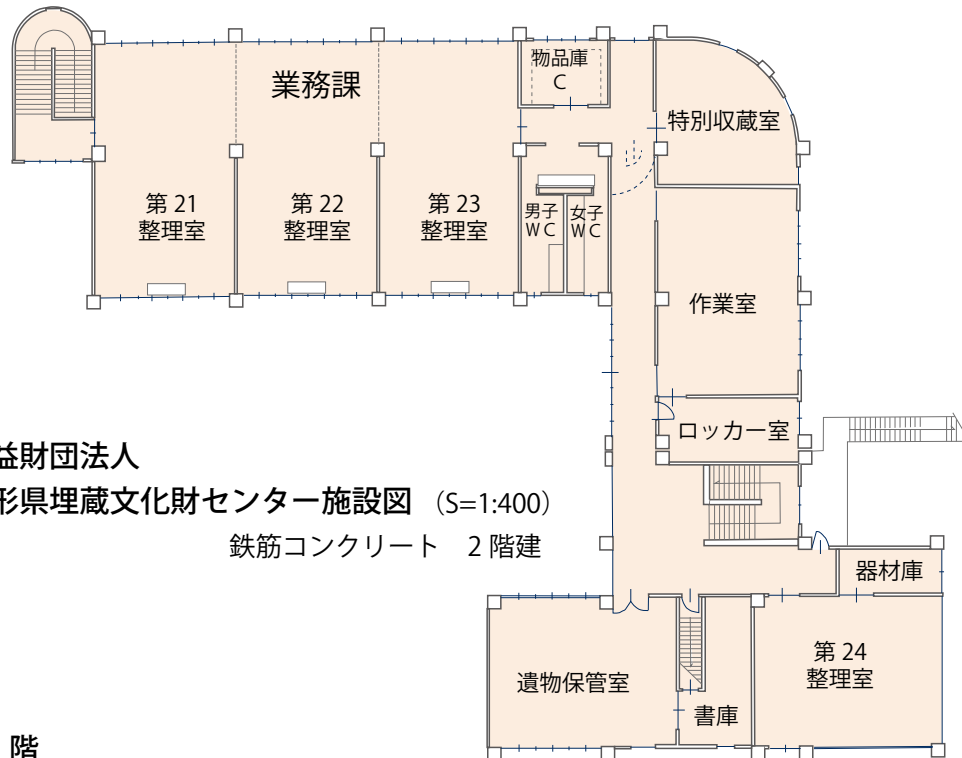 物品庫
C
業務課
特別収蔵室
第 21
整理室
第 22
整理室
第 23
整理室
男子
W C
女子
W C
作業室
ロッカー室
益財団法人
形県埋蔵文化財センター施設図 （S=1:400）
鉄筋コンクリート　2 階建
器材庫
第 24
整理室
遺物保管室
書庫
階